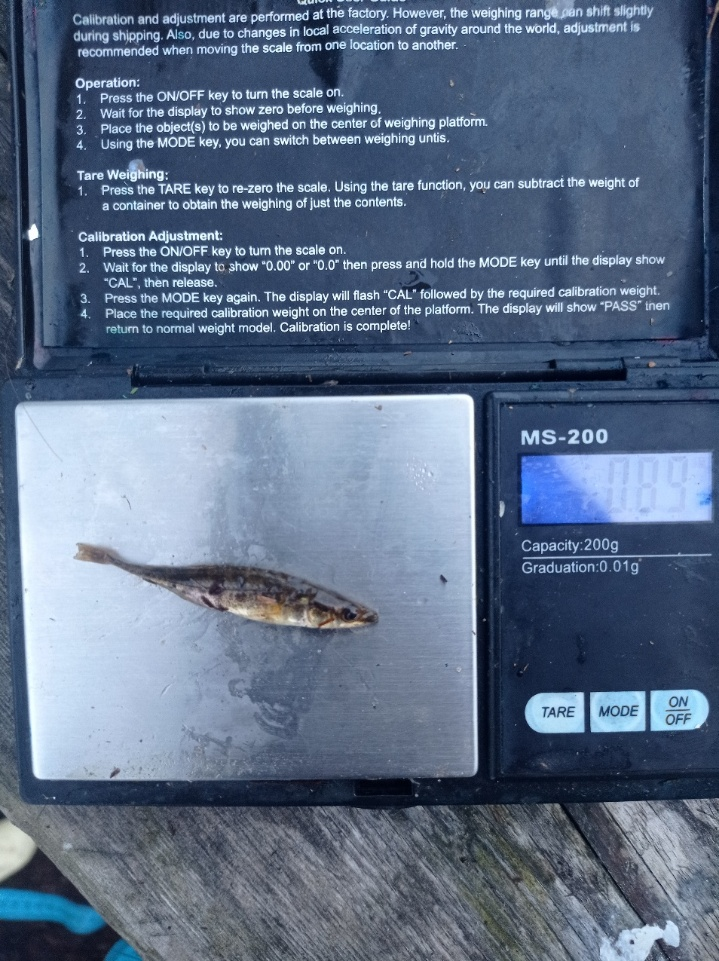 Quick User Guide
Calibration and adjustment are performed at the factory. However, the weighing range can shift slightly
during shipping. Also, due to changes in local acceleration of gravity around the world, adjustment is
recommended when moving the scale from one location to another.
Operation:
1. Press the ON/OFF key to turn the scale on.
2. Wait for the display to show zero before weighing.
3. Place the object(s) to be weighed on the center of weighing platform.
4. Using the MODE key, you can switch between weighing untis.
Tare Weighing:
1. Press the TARE key to re-zero the scale. Using the tare function, you can subtract the weight of
a container to obtain the weighing of just the contents.
Calibration Adjustment:
1. Press the ON/OFF key to turn the scale on.
2. Wait for the display to show "0.00" or "0.0" then press and hold the MODE key until the display show
"CAL", then release.
3. Press the MODE key again. The display will flash "CAL" followed by the required calibration weight.
4. Place the required calibration weight on the center of the platform. The display will show "PASS" then
return to normal weight model. Calibration is complete!
MS-200
0.89
Capacity:200g
Graduation:0.01g
TARE MODE ON
OFF